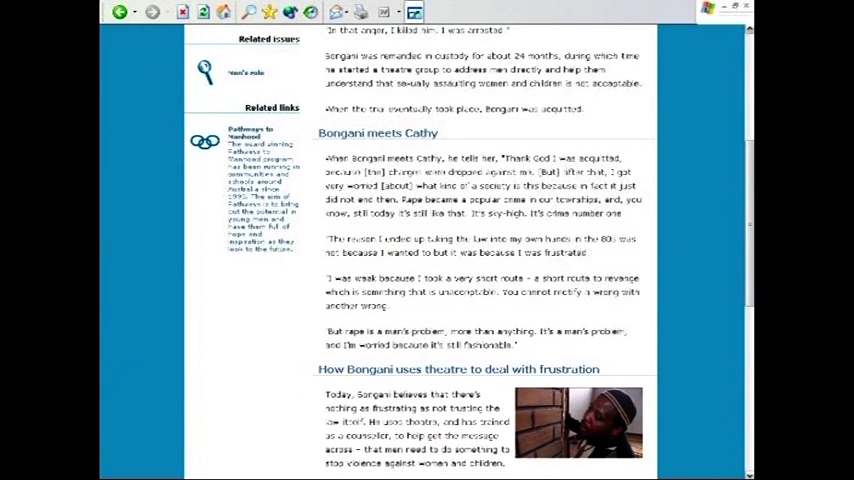 Related issues
Men's role
Related links
Pathways to
Manhood
The award winning
Pathways to
Manhood program
has been running in
communities and
schools around
Australia since
1995. The aim of
Pathways is to bring
out the potential in
young men and
have them full of
hope and
inspiration as they
look to the future.
"In that anger, I killed him. I was arrested."
Bongani was remanded in custody for about 24 months, during which time
he started a theatre group to address men directly and help them
understand that sexually assaulting women and children is not acceptable.
When the trial eventually took place, Bongani was acquitted.
Bongani meets Cathy
When Bongani meets Cathy, he tells her, "Thank God I was acquitted,
because [the] charges were dropped against me. [But] after that, I got
very worried [about] what kind of a society is this because in fact it just
did not end then. Rape became a popular crime in our townships, and, you
know, still today it's still like that. It's sky-high. It's crime number one
"The reason I ended up taking the law into my own hands in the 80s was
not because I wanted to but it was because I was frustrated
"I was weak because I took a very short route - a short route to revenge
which is something that is unacceptable. You cannot rectify a wrong with
another wrong.
"But rape is a man's problem, more than anything. It's a man's problem,
and I'm worried because it's still fashionable."
How Bongani uses theatre to deal with frustration
Today, Bongani believes that there's
nothing as frustrating as not trusting the
law itself. He uses theatre, and has trained
as a counsellor, to help get the message
across - that men need to do something to
stop violence against women and children.